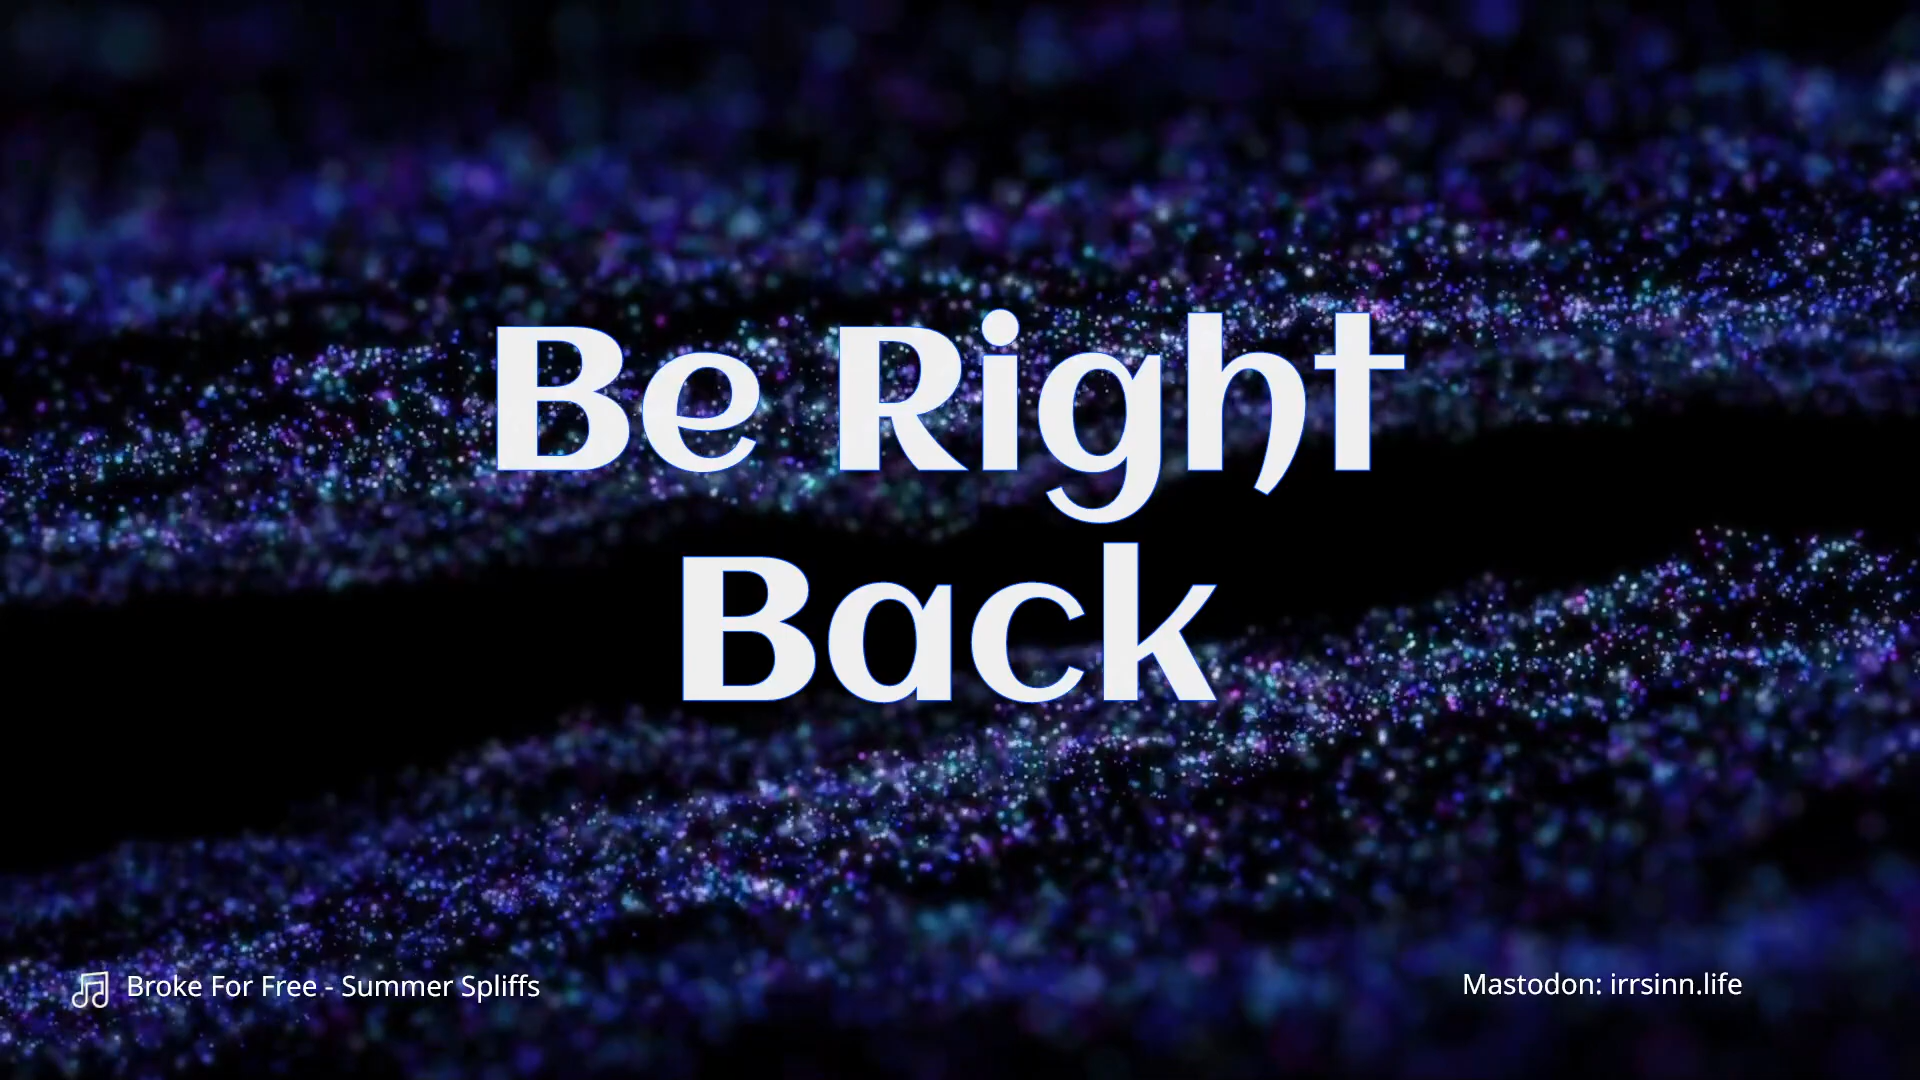 Be Right
Back
Broke For Free - Summer Spliffs
Mastodon: irrsinn.life